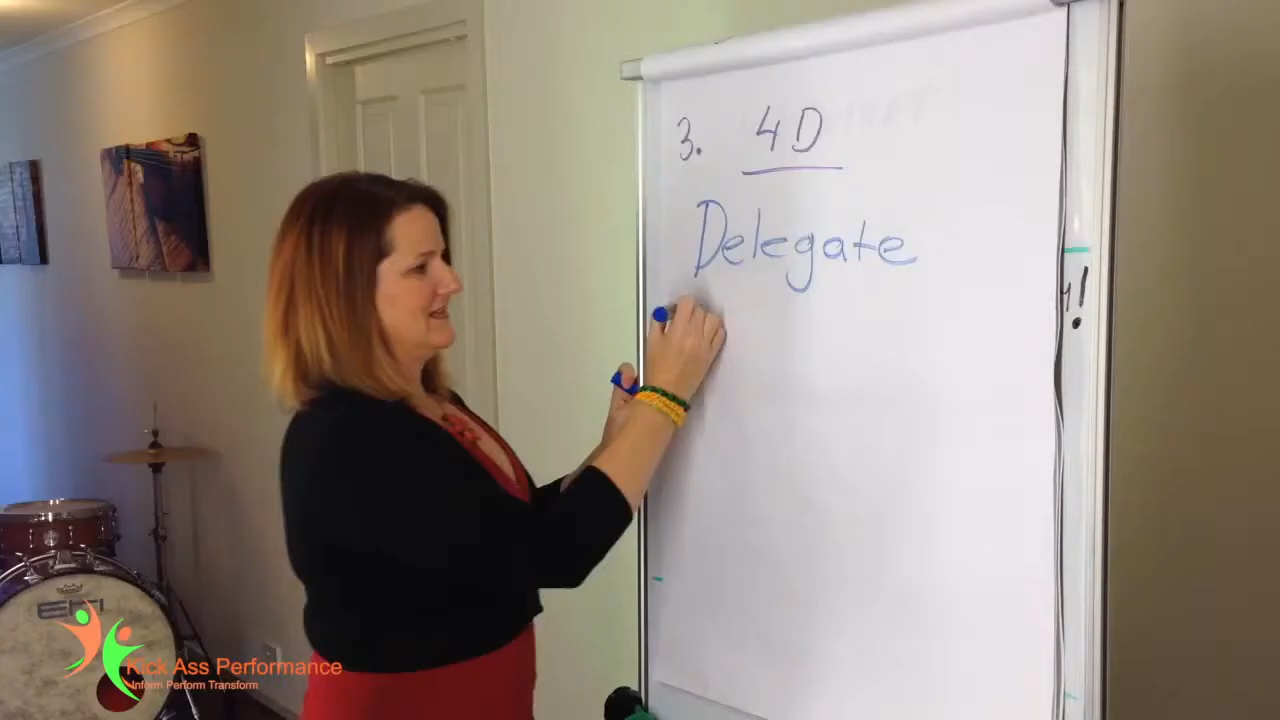 3. 4D
Delegate
y!
Kick Ass Performance
Inform Perform Transform